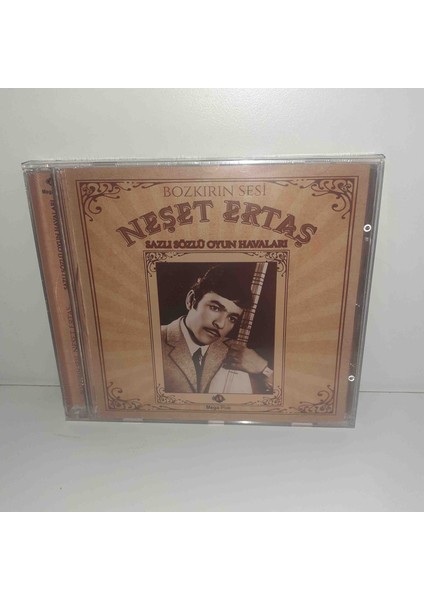 BOZKIRIN SESİ
NEŞET ERTAŞ
SAZLI SÖZLÜ OYUN HAVALARI